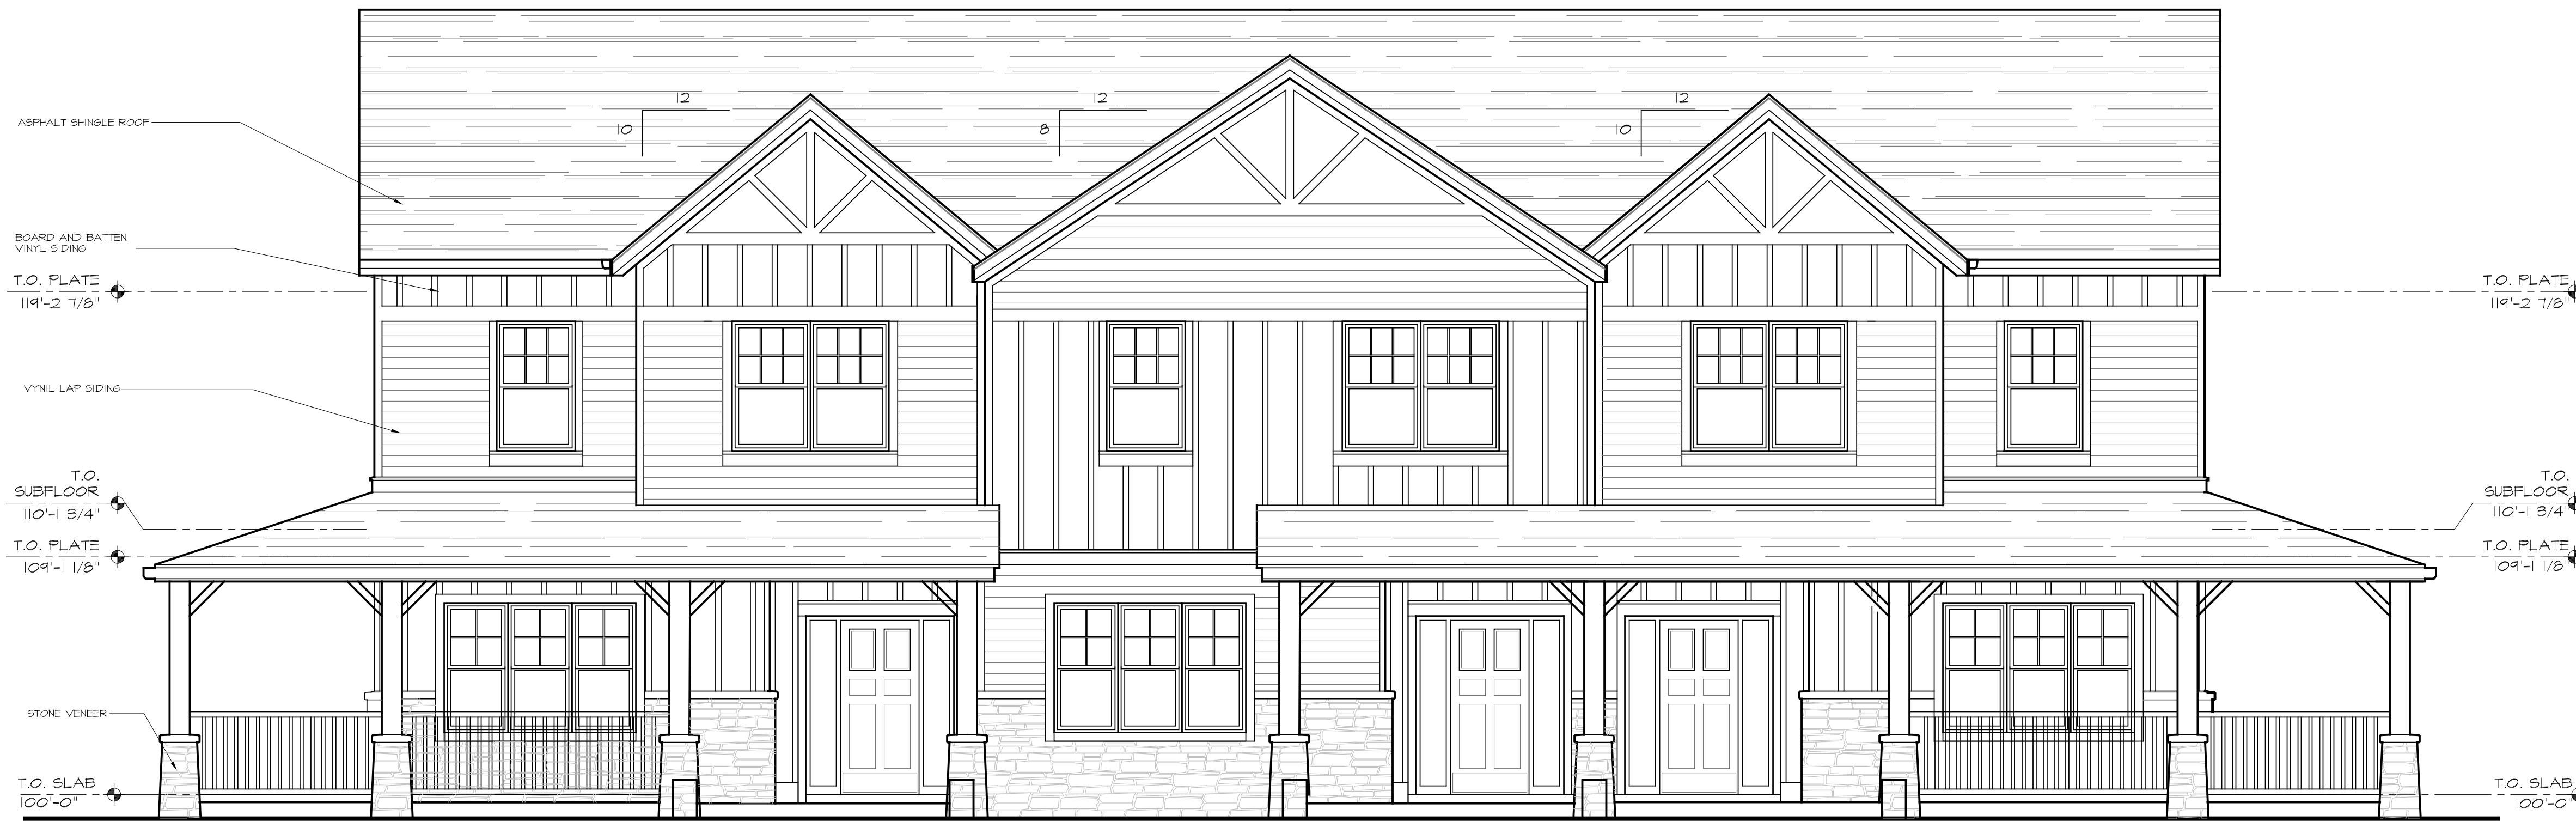 12
12
12
10
8
10
ASPHALT SHINGLE ROOF
BOARD AND BATTEN
VINYL SIDING
T.O. PLATE
119'-2 7/8"
T.O. PLATE
119'-2 7/8"
VYNIL LAP SIDING
T.O.
SUBFLOOR
110'-1 3/4"
T.O.
SUBFLOOR
110'-1 3/4"
T.O. PLATE
109'-1 1/8"
T.O. PLATE
109'-1 1/8"
STONE VENEER
T.O. SLAB
100'-0"
T.O. SLAB
100'-0"